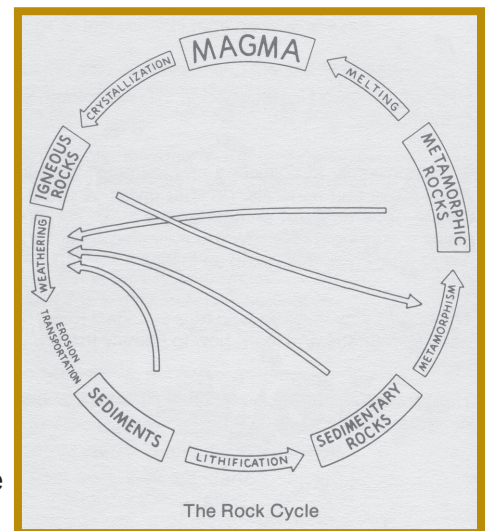 MAGMA
CRYSTALLIZATION
IGNEOUS
ROCKS
WEATHERING
EROSION
TRANSPORTATION
SEDIMENTS
LITHIFICATION
SEDIMENTARY
ROCKS
METAMORPHISM
METAMORPHIC
ROCKS
MELTING
The Rock Cycle